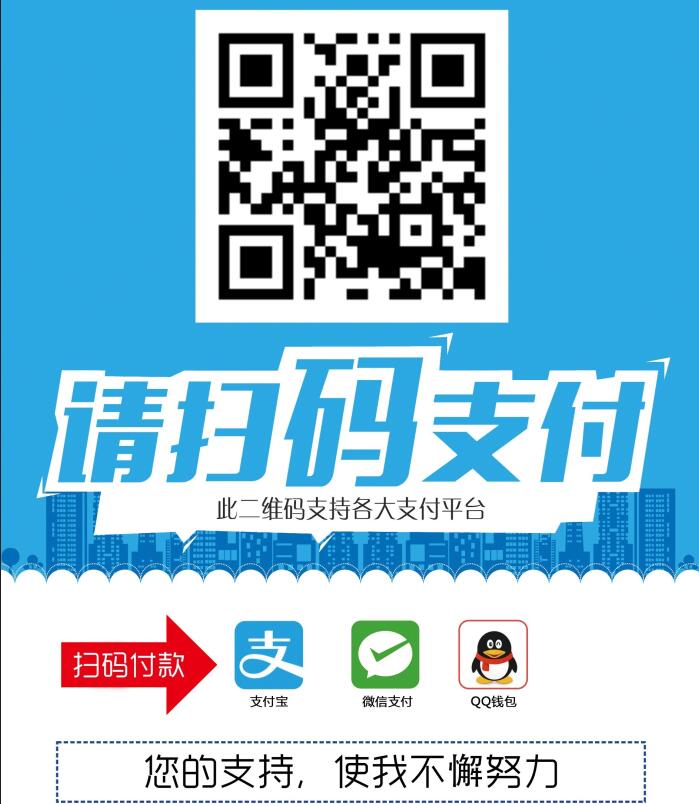 请扫码支付
此二维码支持各大支付平台
扫码付款
支
支付宝
微信支付
QQ钱包
您的支持，使我不懈努力